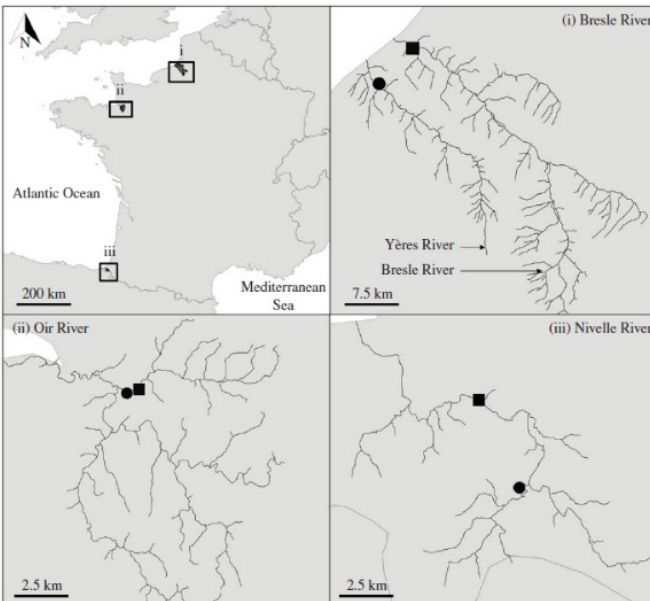 N
i
ii
Atlantic Ocean
iii
200 km
Mediterranean
Sea
(i) Bresle River
Yères River
Bresle River
7.5 km
(ii) Oir River
2.5 km
(iii) Nivelle River
2.5 km